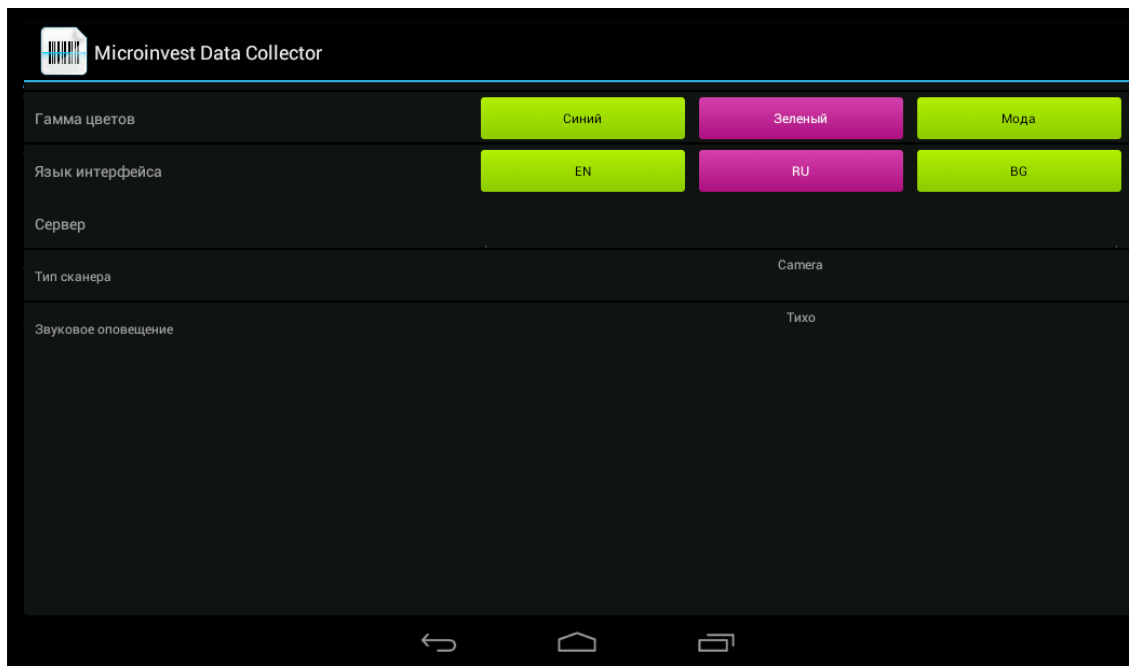 Microinvest Data Collector
Гамма цветов Синий Зеленый Мода
Язык интерфейса EN RU BG
Сервер
Тип сканера Camera
Звуковое оповещение Тихо